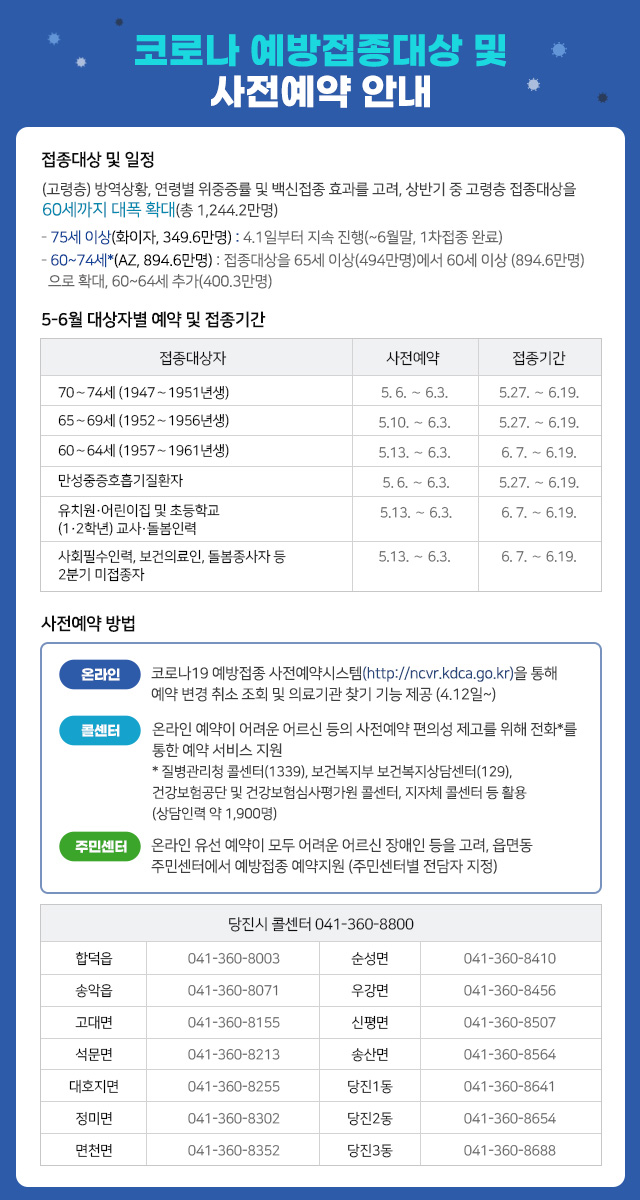 코로나 예방접종대상 및
사전예약 안내
접종대상 및 일정
(고령층) 방역상황, 연령별 위중증률 및 백신접종 효과를 고려, 상반기 중 고령층 접종대상을
60세까지 대폭 확대(총 1,244.2만명)
- 75세 이상(화이자, 349.6만명) : 4.1일부터 지속 진행(~6월말, 1차접종 완료)
- 60~74세*(AZ, 894.6만명) : 접종대상을 65세 이상(494만명)에서 60세 이상 (894.6만명)
으로 확대, 60~64세 추가(400.3만명)
5-6월 대상자별 예약 및 접종기간
접종대상자 사전예약 접종기간
70~74세 (1947~1951년생) 5. 6. ~ 6.3. 5.27. ~ 6.19.
65~69세 (1952~1956년생) 5.10. ~ 6.3. 5.27. ~ 6.19.
60~64세 (1957~1961년생) 5.13. ~ 6.3. 6. 7. ~ 6.19.
만성중증호흡기질환자 5. 6. ~ 6.3. 5.27. ~ 6.19.
유치원·어린이집 및 초등학교 5.13. ~ 6.3. 6. 7. ~ 6.19.
(1·2학년) 교사·돌봄인력
사회필수인력, 보건의료인, 돌봄종사자 등 5.13. ~ 6.3. 6. 7. ~ 6.19.
2분기 미접종자
사전예약 방법
온라인 코로나19 예방접종 사전예약시스템(http://ncvr.kdca.go.kr)을 통해
예약 변경 취소 조회 및 의료기관 찾기 기능 제공 (4.12일~)
콜센터 온라인 예약이 어려운 어르신 등의 사전예약 편의성 제고를 위해 전화*를
통한 예약 서비스 지원
* 질병관리청 콜센터(1339), 보건복지부 보건복지상담센터(129),
건강보험공단 및 건강보험심사평가원 콜센터, 지자체 콜센터 등 활용
(상담인력 약 1,900명)
주민센터 온라인 유선 예약이 모두 어려운 어르신 장애인 등을 고려, 읍면동
주민센터에서 예방접종 예약지원 (주민센터별 전담자 지정)
당진시 콜센터 041-360-8800
합덕읍 041-360-8003 순성면 041-360-8410
송악읍 041-360-8071 우강면 041-360-8456
고대면 041-360-8155 신평면 041-360-8507
석문면 041-360-8213 송산면 041-360-8564
대호지면 041-360-8255 당진1동 041-360-8641
정미면 041-360-8302 당진2동 041-360-8654
면천면 041-360-8352 당진3동 041-360-8688